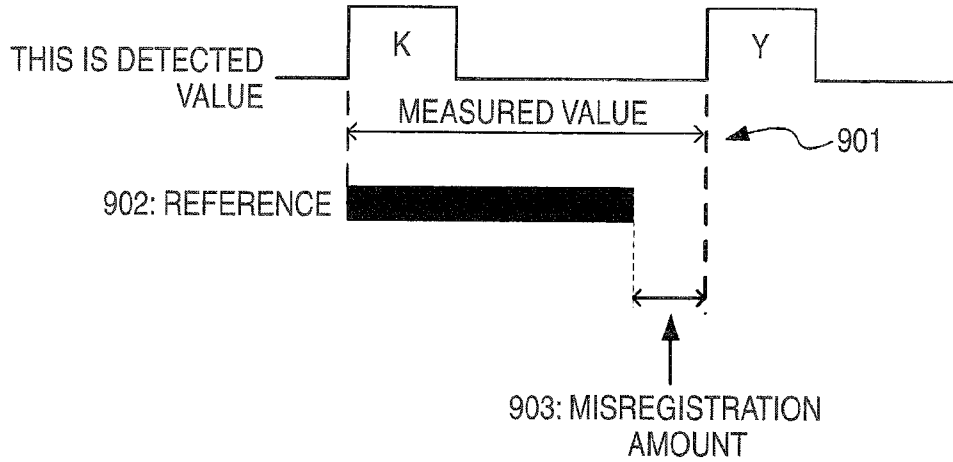 K
Y
THIS IS DETECTED
VALUE
MEASURED VALUE
901
902: REFERENCE
903: MISREGISTRATION
AMOUNT